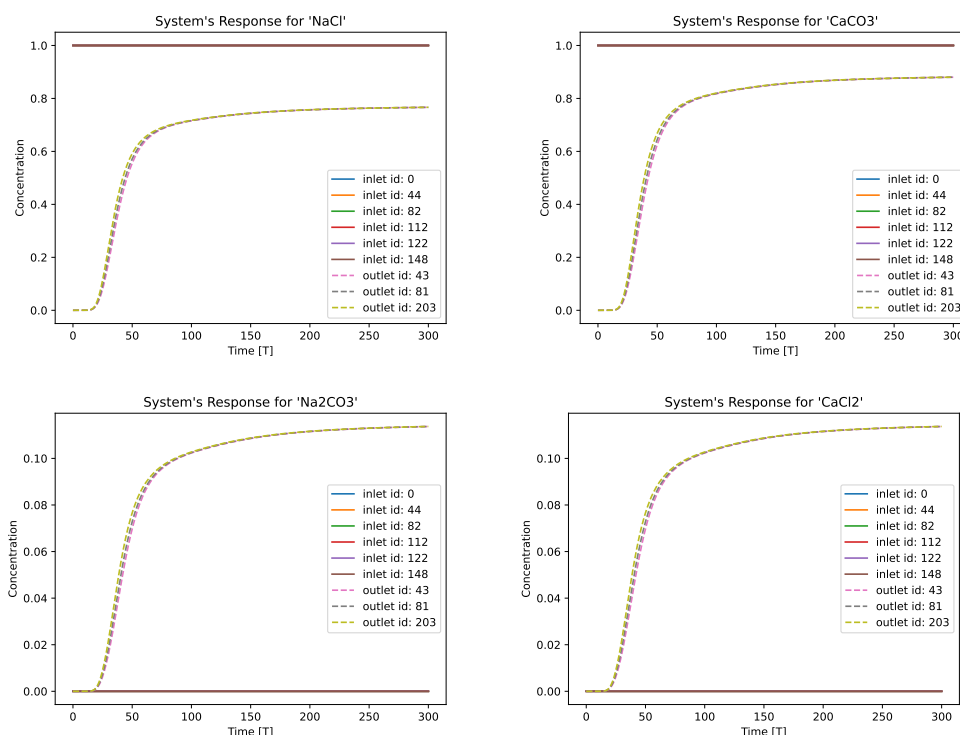 System's Response for 'NaCl'
1.0
0.8
0.6
0.4
0.2
0.0
Concentration
inlet id: 0
inlet id: 44
inlet id: 82
inlet id: 112
inlet id: 122
inlet id: 148
outlet id: 43
outlet id: 81
outlet id: 203
0 50 100 150 200 250 300
Time [T]
System's Response for 'CaCO3'
1.0
0.8
0.6
0.4
0.2
0.0
Concentration
inlet id: 0
inlet id: 44
inlet id: 82
inlet id: 112
inlet id: 122
inlet id: 148
outlet id: 43
outlet id: 81
outlet id: 203
0 50 100 150 200 250 300
Time [T]
System's Response for 'Na2CO3'
0.10
0.08
0.06
0.04
0.02
0.00
Concentration
inlet id: 0
inlet id: 44
inlet id: 82
inlet id: 112
inlet id: 122
inlet id: 148
outlet id: 43
outlet id: 81
outlet id: 203
0 50 100 150 200 250 300
Time [T]
System's Response for 'CaCl2'
0.10
0.08
0.06
0.04
0.02
0.00
Concentration
inlet id: 0
inlet id: 44
inlet id: 82
inlet id: 112
inlet id: 122
inlet id: 148
outlet id: 43
outlet id: 81
outlet id: 203
0 50 100 150 200 250 300
Time [T]